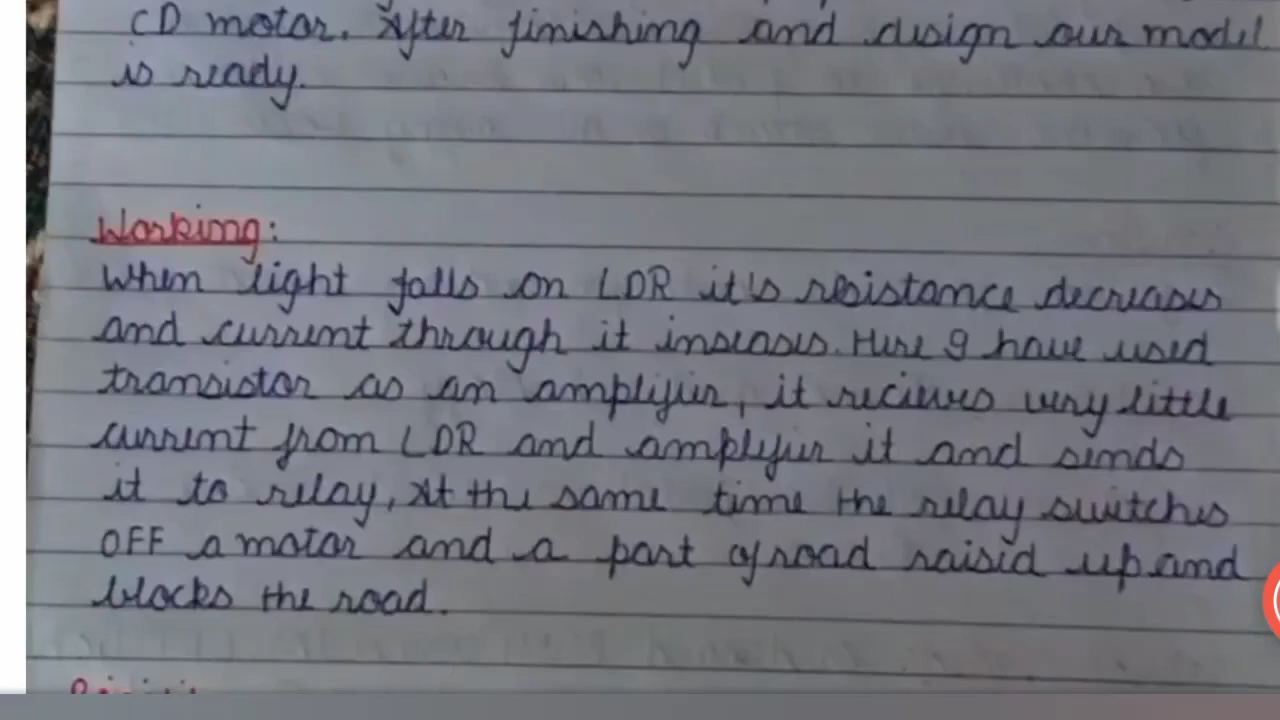 CD motor. After finishing and design our model
is ready.
Working:
When light falls on LDR it's resistance decreases
and current through it inscases. Here I have used
transistor as an amplifier, it recieves very little
current from LDR and amplefier it and sends
it to relay, At the same time the relay switches
OFF a motor and a part of road raised up and
blocks the road.